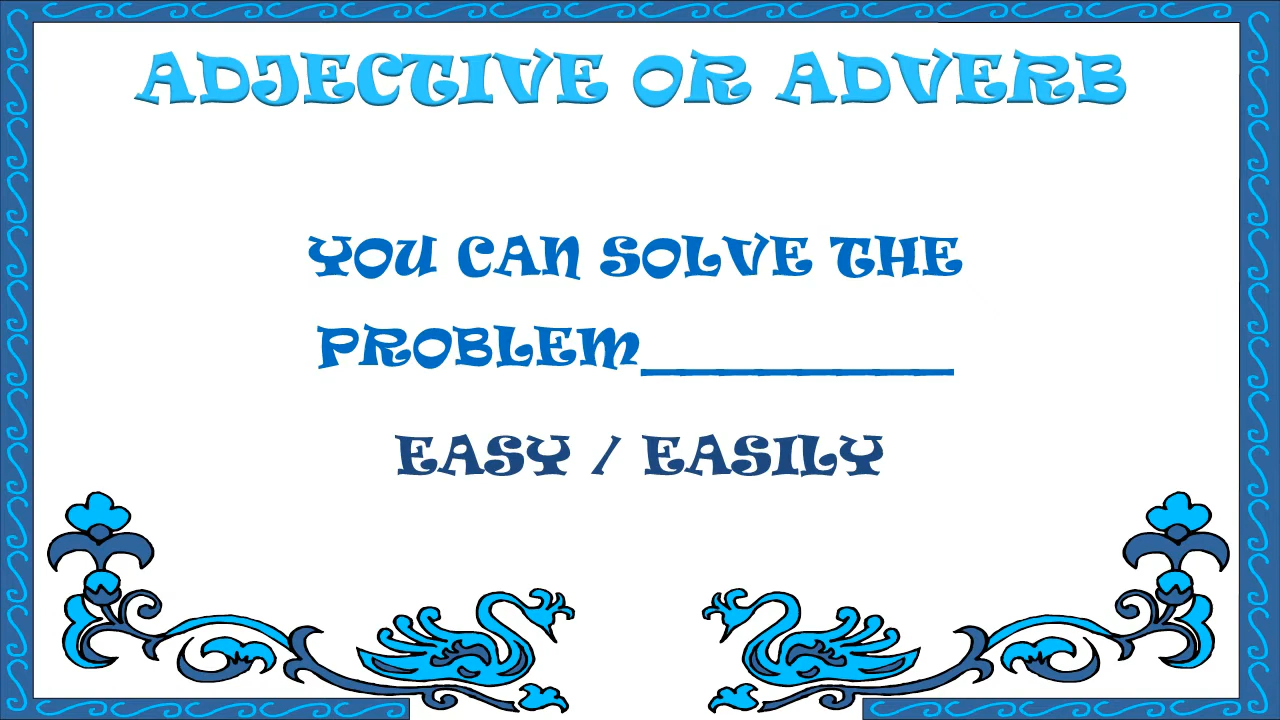 ADJECTIVE OR ADVERB
YOU CAN SOLVE THE
PROBLEM__________
EASY / EASILY